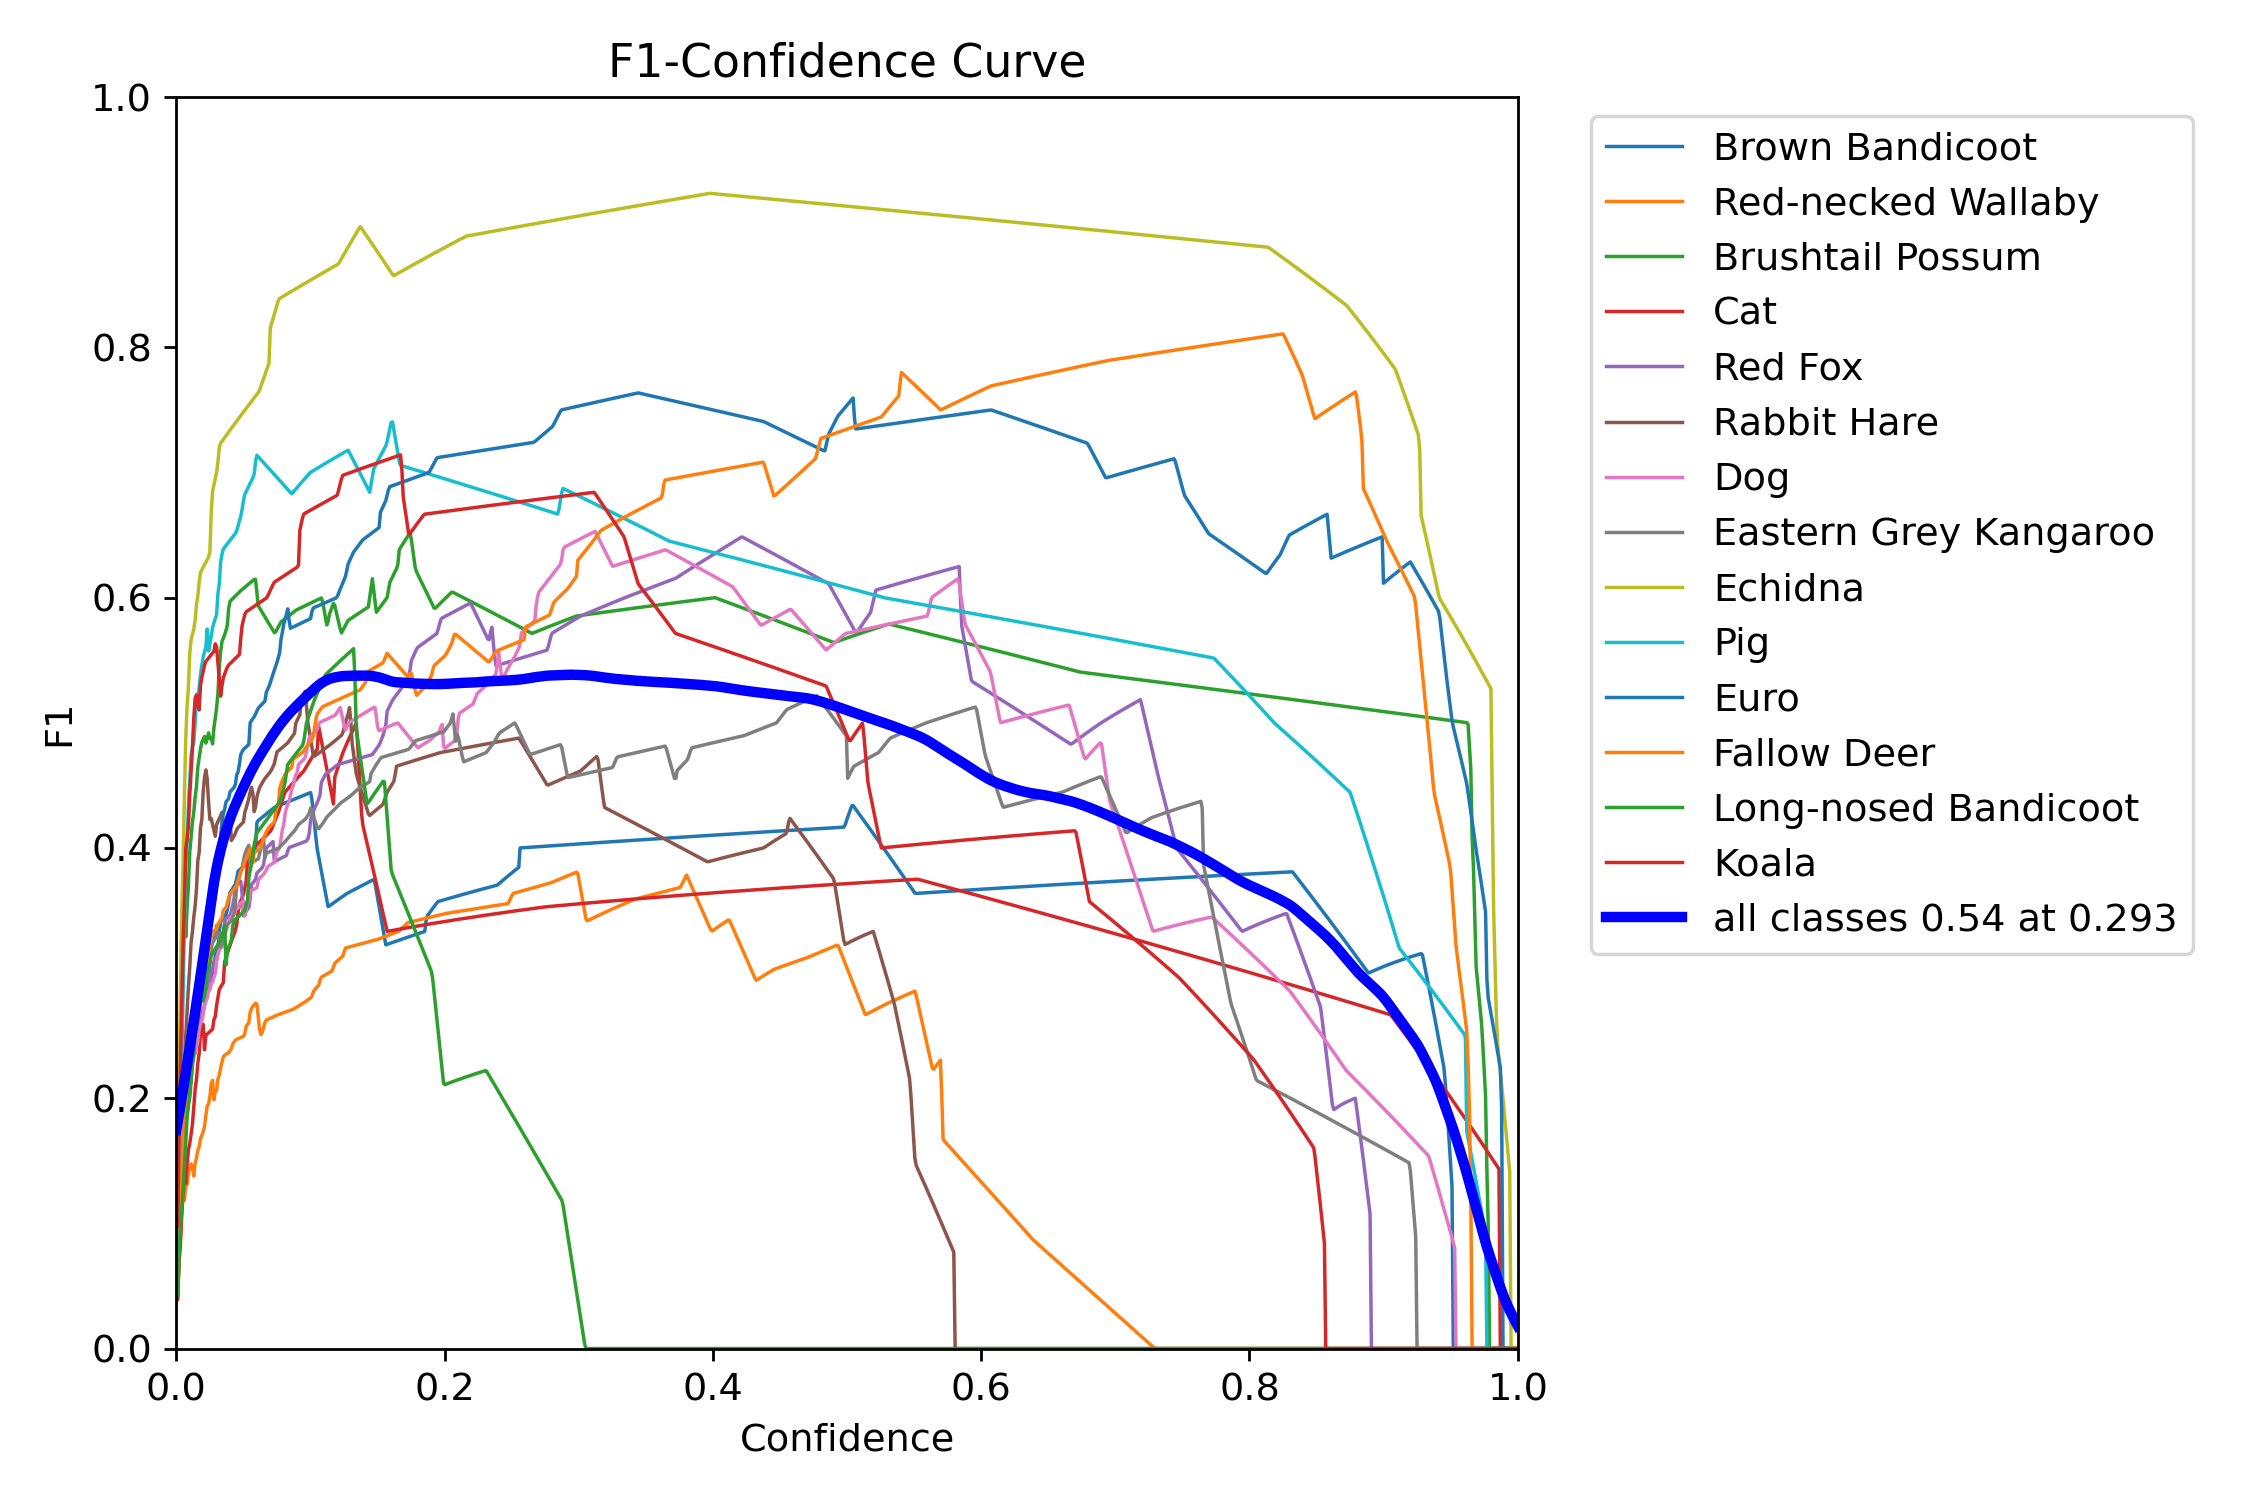 F1-Confidence Curve
1.0
0.8
0.6
0.4
0.2
0.0
F1
0.0 0.2 0.4 0.6 0.8 1.0
Confidence
Brown Bandicoot
Red-necked Wallaby
Brushtail Possum
Cat
Red Fox
Rabbit Hare
Dog
Eastern Grey Kangaroo
Echidna
Pig
Euro
Fallow Deer
Long-nosed Bandicoot
Koala
all classes 0.54 at 0.293